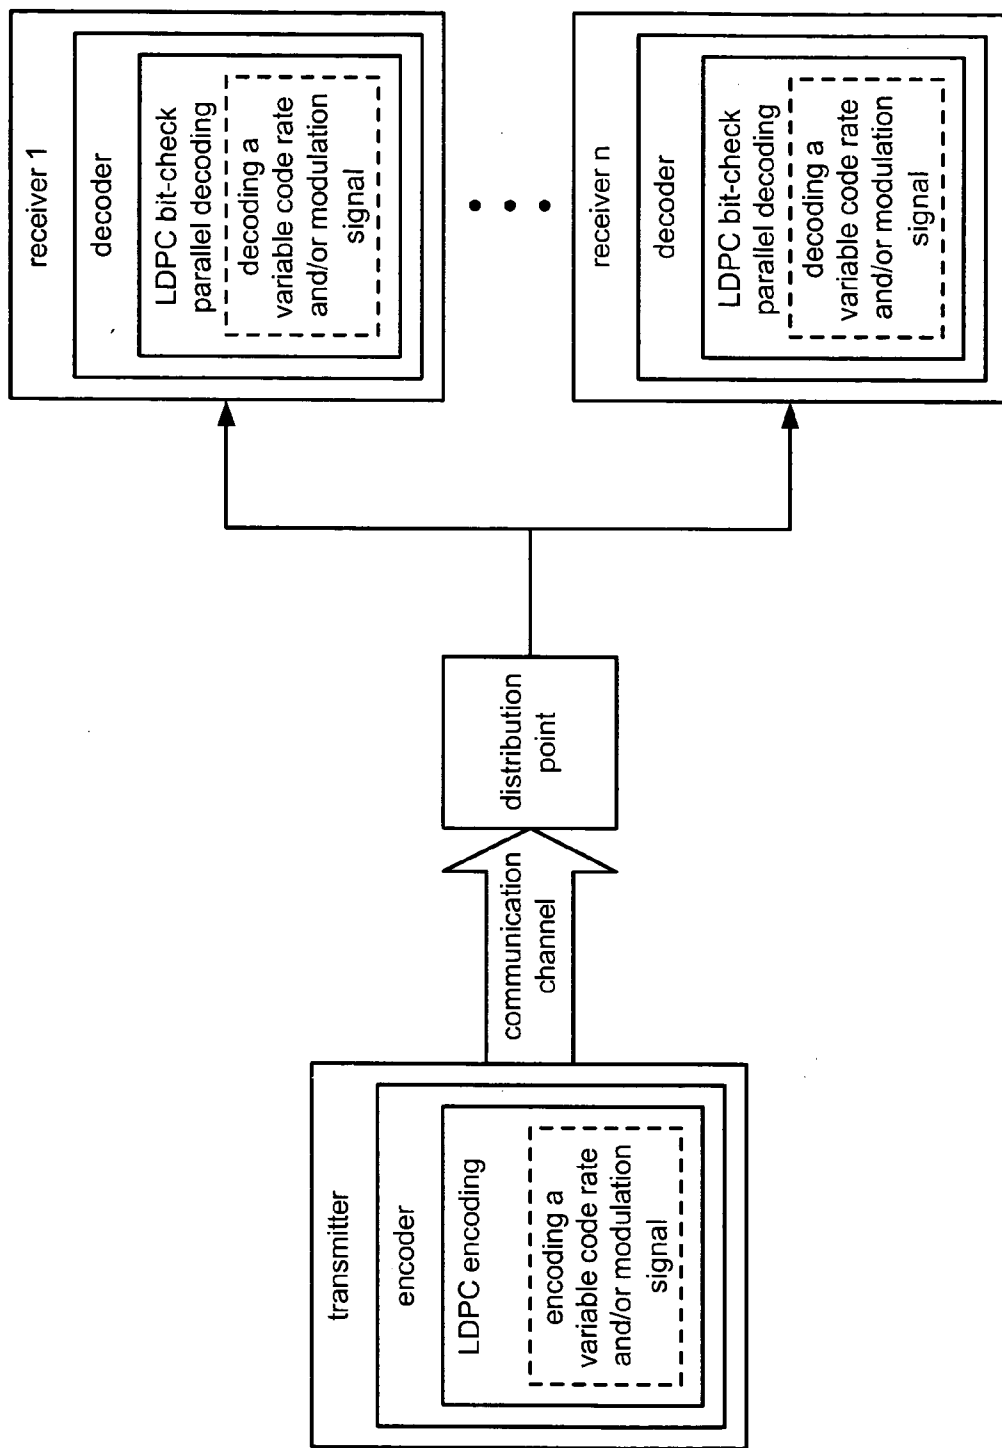 transmitter
encoder
LDPC encoding
encoding a
variable code rate
and/or modulation
signal
communication
channel
distribution
point
receiver 1
decoder
LDPC bit-check
parallel decoding
decoding a
variable code rate
and/or modulation
signal
receiver n
decoder
LDPC bit-check
parallel decoding
decoding a
variable code rate
and/or modulation
signal